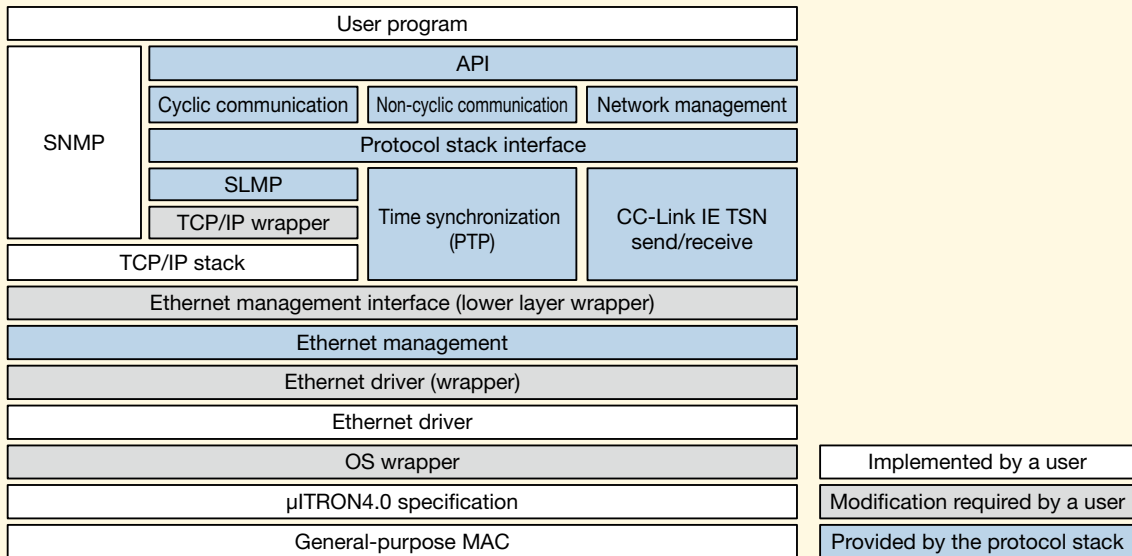 User program
API
Cyclic communication
Non-cyclic communication
Network management
SNMP
Protocol stack interface
SLMP
TCP/IP wrapper
Time synchronization
(PTP)
CC-Link IE TSN
send/receive
TCP/IP stack
Ethernet management interface (lower layer wrapper)
Ethernet management
Ethernet driver (wrapper)
Ethernet driver
OS wrapper
µITRON4.0 specification
General-purpose MAC
Implemented by a user
Modification required by a user
Provided by the protocol stack